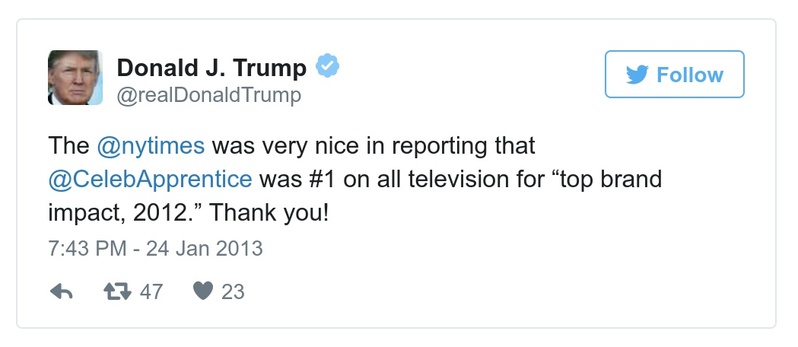 Donald J. Trump
@realDonaldTrump
Follow
The @nytimes was very nice in reporting that
@CelebApprentice was #1 on all television for “top brand
impact, 2012.” Thank you!
7:43 PM - 24 Jan 2013
47 23